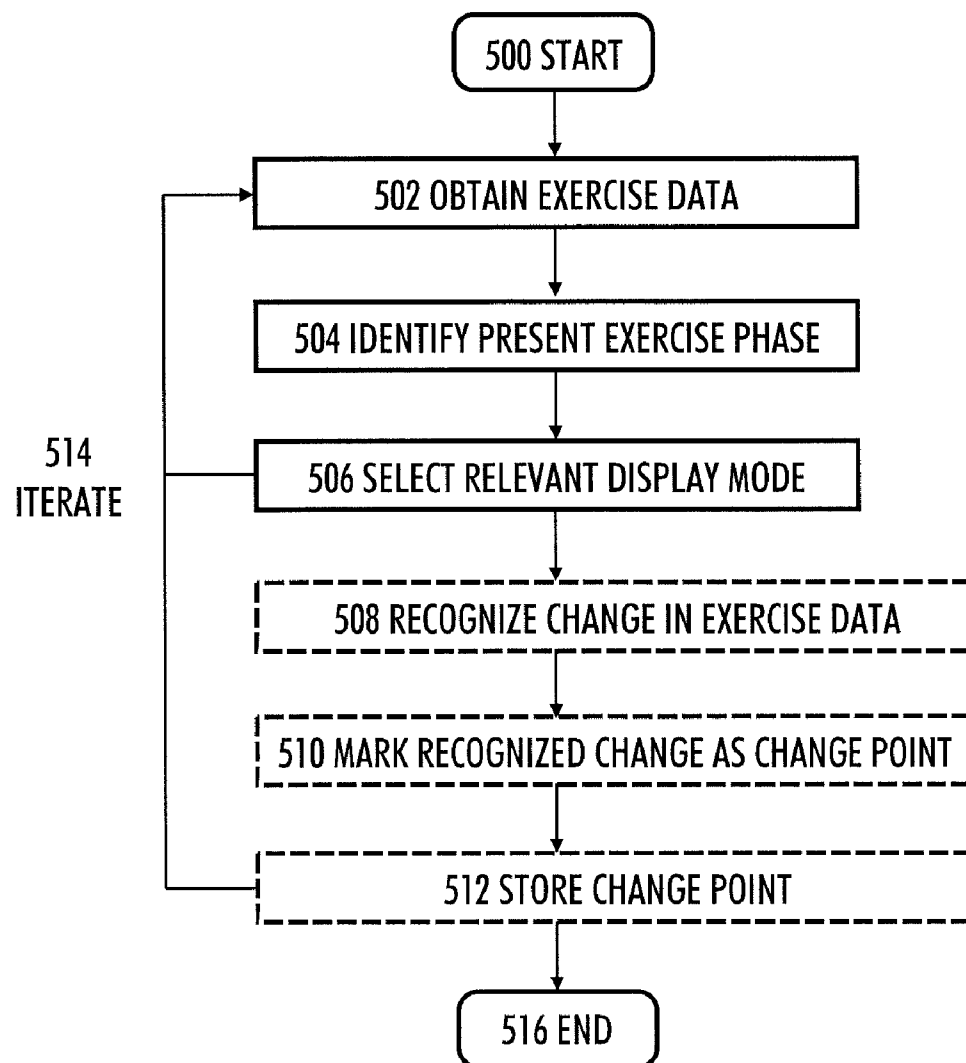 500 START
502 OBTAIN EXERCISE DATA
504 IDENTIFY PRESENT EXERCISE PHASE
514
ITERATE
506 SELECT RELEVANT DISPLAY MODE
508 RECOGNIZE CHANGE IN EXERCISE DATA
510 MARK RECOGNIZED CHANGE AS CHANGE POINT
512 STORE CHANGE POINT
516 END